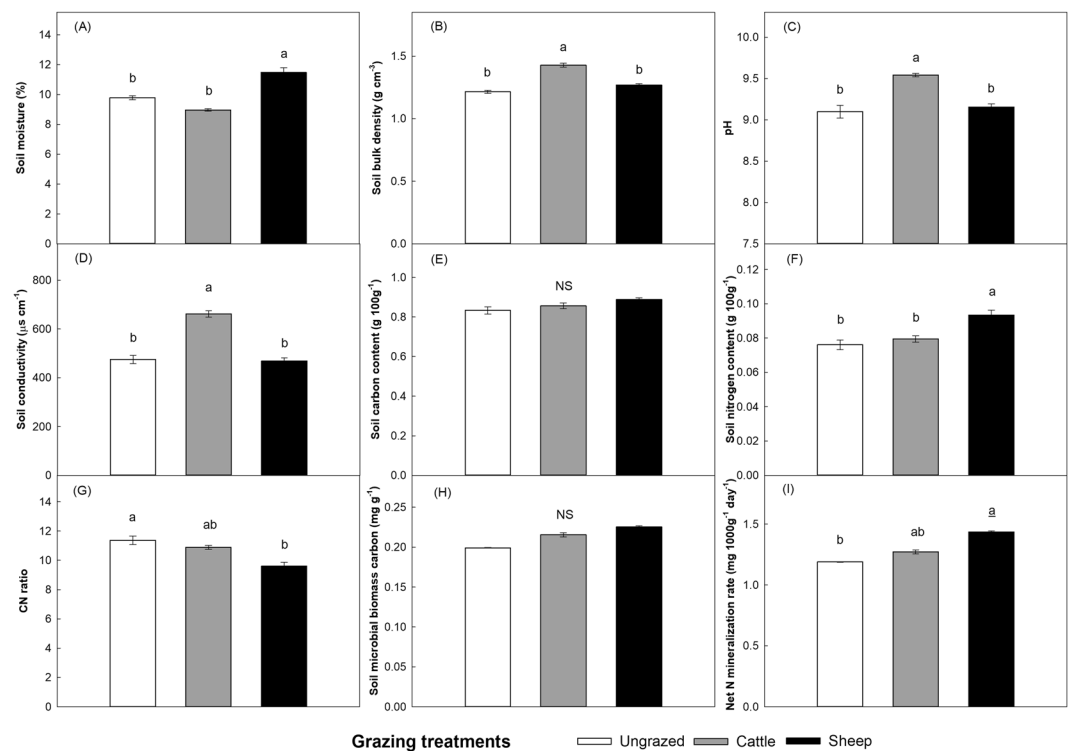 (A)
b
b
a
Soil moisture (%)
14
12
10
8
6
4
2
0
(B)
b
a
b
Soil bulk density (g cm⁻³)
1.5
1.0
0.5
0.0
(C)
b
a
b
pH
10.0
9.5
9.0
8.5
8.0
7.5
(D)
b
a
b
Soil conductivity (μs cm⁻¹)
800
600
400
200
0
(E)
NS
Soil carbon content (g 100g⁻¹)
1.0
0.8
0.6
0.4
0.2
0.0
(F)
b
b
a
Soil nitrogen content (g 100g⁻¹)
0.12
0.10
0.08
0.06
0.04
0.02
0.00
(G)
a
ab
b
CN ratio
14
12
10
8
6
4
2
0
(H)
NS
Soil microbial biomass carbon (mg g⁻¹)
0.25
0.20
0.15
0.10
0.05
0.00
(I)
b
ab
a
Net N mineralization rate (mg 1000g⁻¹ day⁻¹)
1.5
1.0
0.5
0.0
Grazing treatments Ungrazed Cattle Sheep